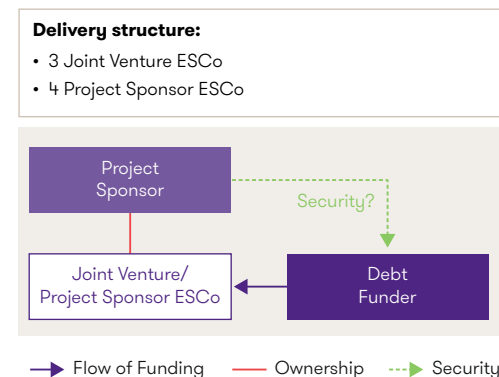 Delivery structure:
• 3 Joint Venture ESCo
• 4 Project Sponsor ESCo
Project
Sponsor
Security?
Joint Venture/
Project Sponsor ESCo
Debt
Funder
Flow of Funding
Ownership
Security